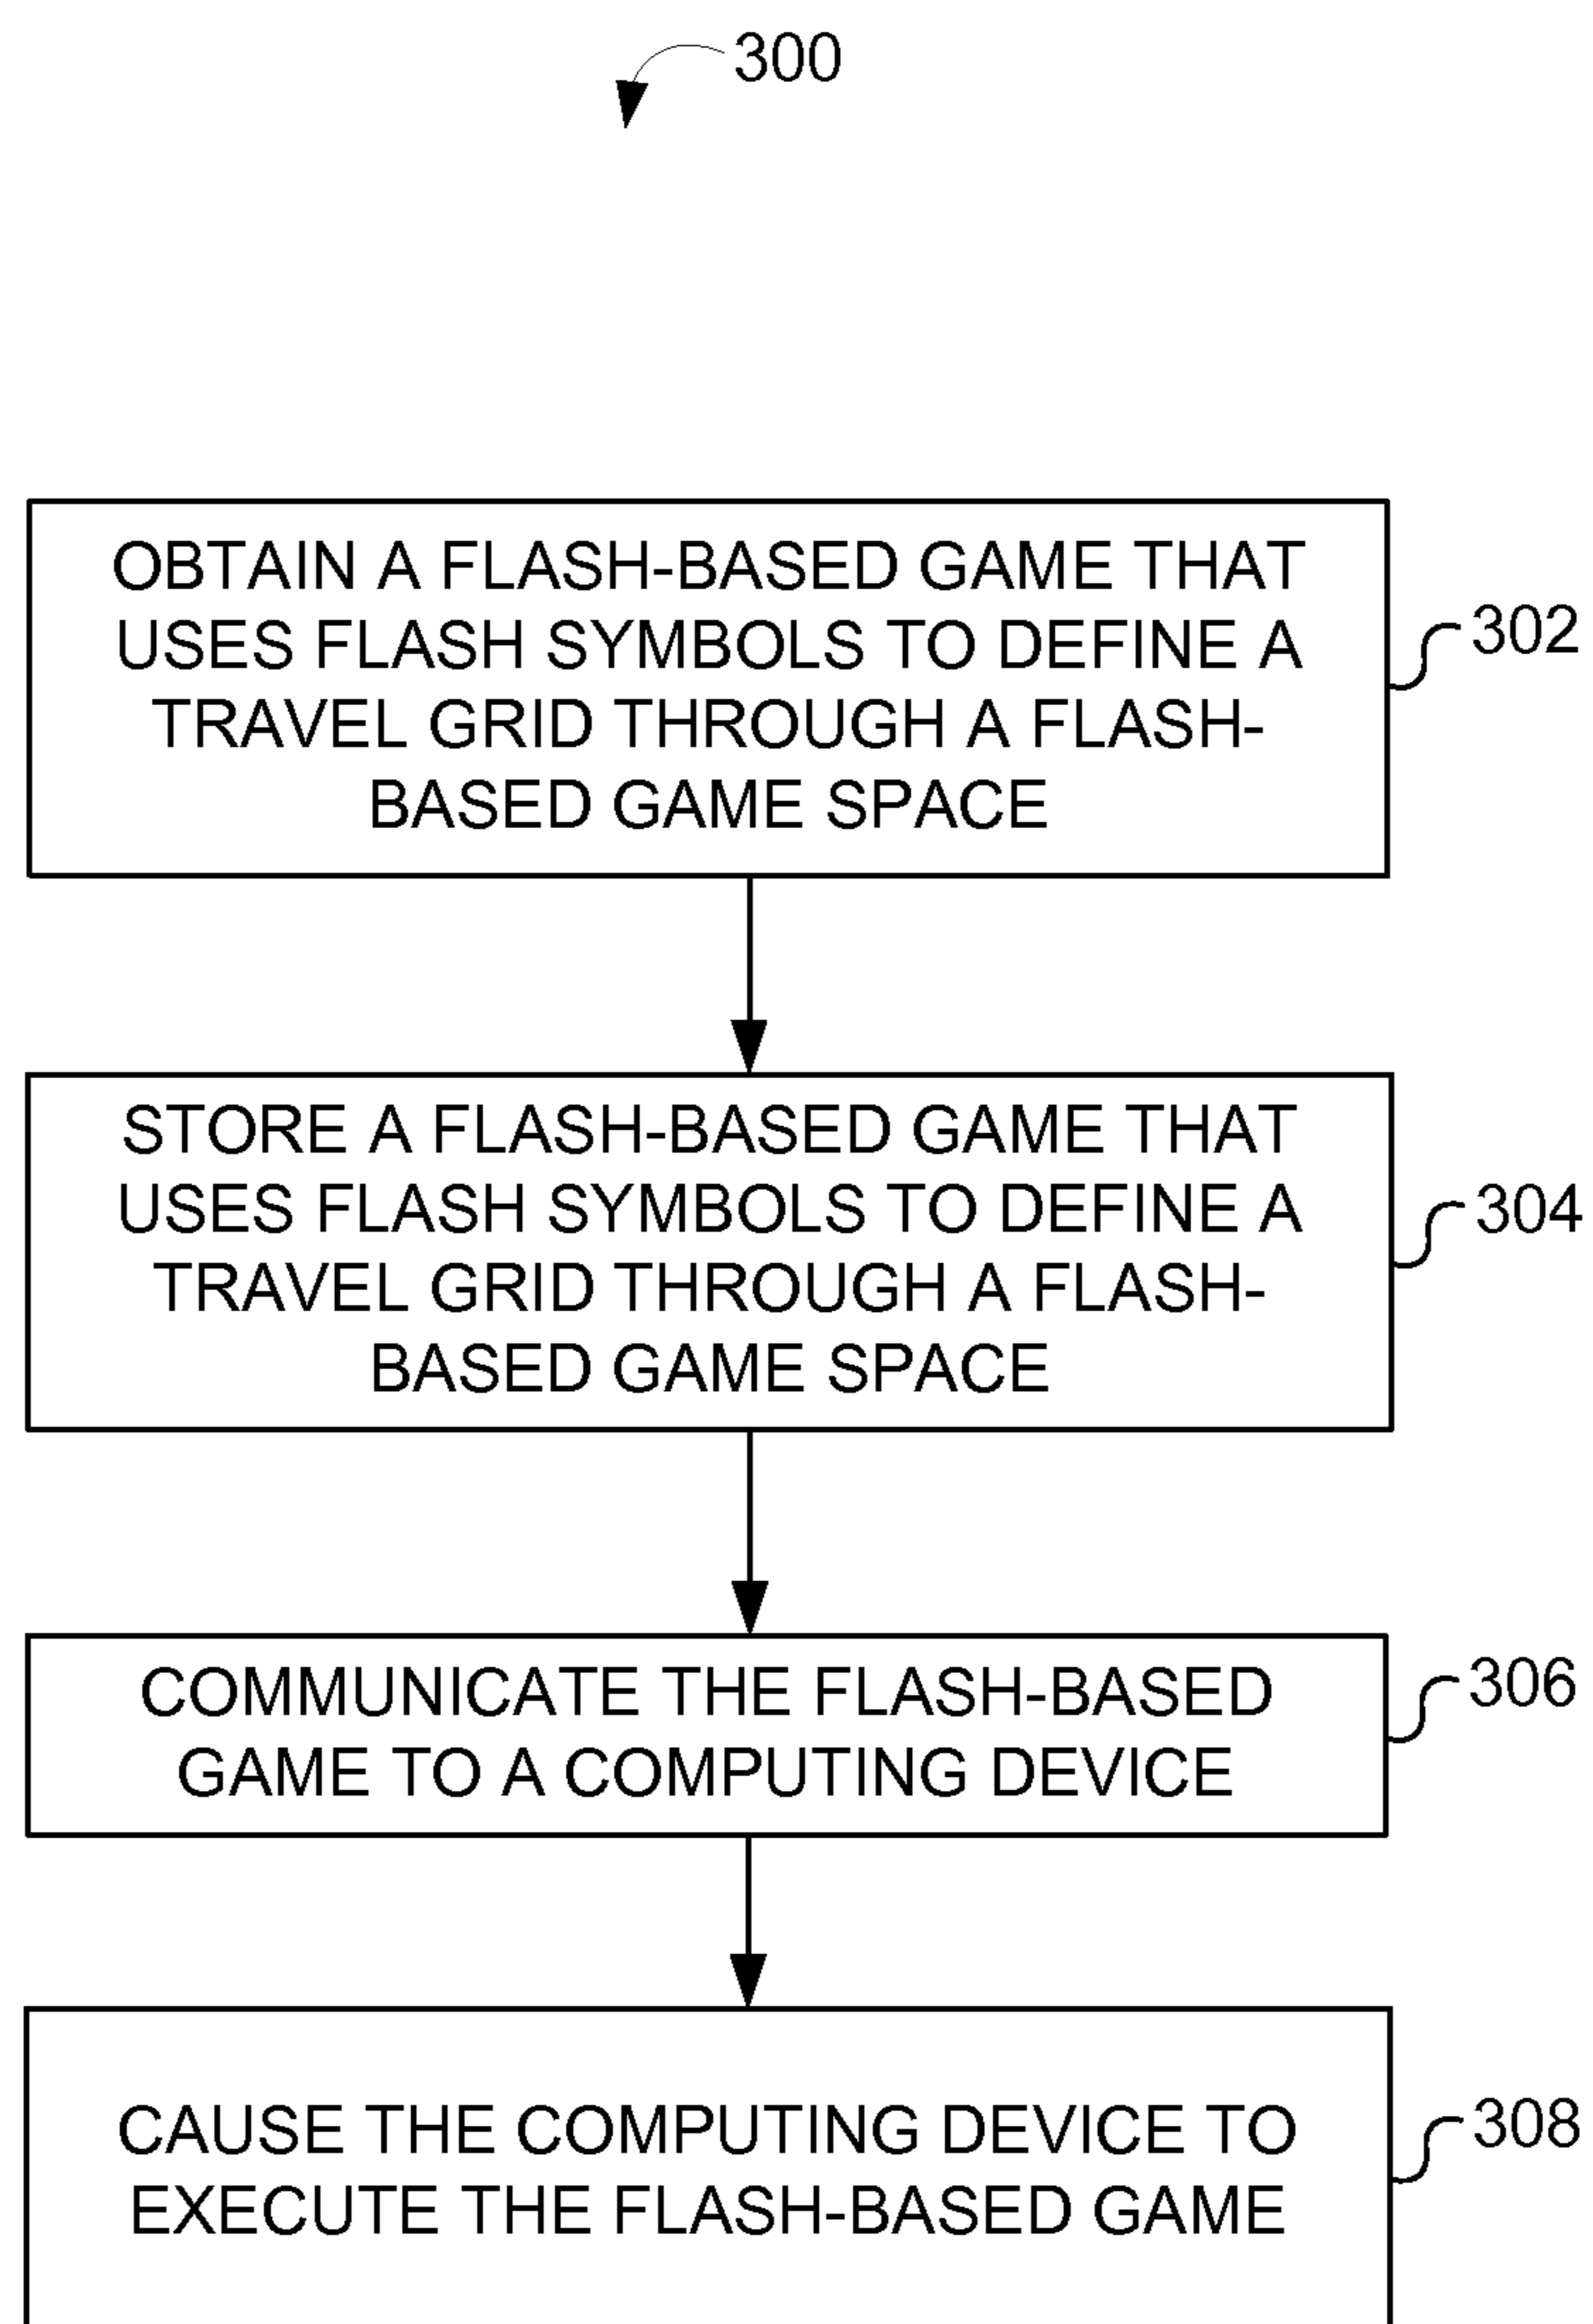 300
OBTAIN A FLASH-BASED GAME THAT
USES FLASH SYMBOLS TO DEFINE A
TRAVEL GRID THROUGH A FLASH-
BASED GAME SPACE
302
STORE A FLASH-BASED GAME THAT
USES FLASH SYMBOLS TO DEFINE A
TRAVEL GRID THROUGH A FLASH-
BASED GAME SPACE
304
COMMUNICATE THE FLASH-BASED
GAME TO A COMPUTING DEVICE
306
CAUSE THE COMPUTING DEVICE TO
EXECUTE THE FLASH-BASED GAME
308